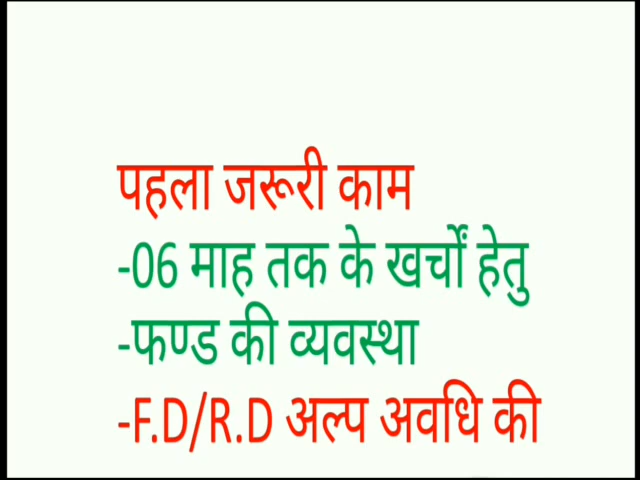 पहला जरूरी काम
-06 माह तक के खर्चों हेतु
-फण्ड की व्यवस्था
-F.D/R.D अल्प अवधि की